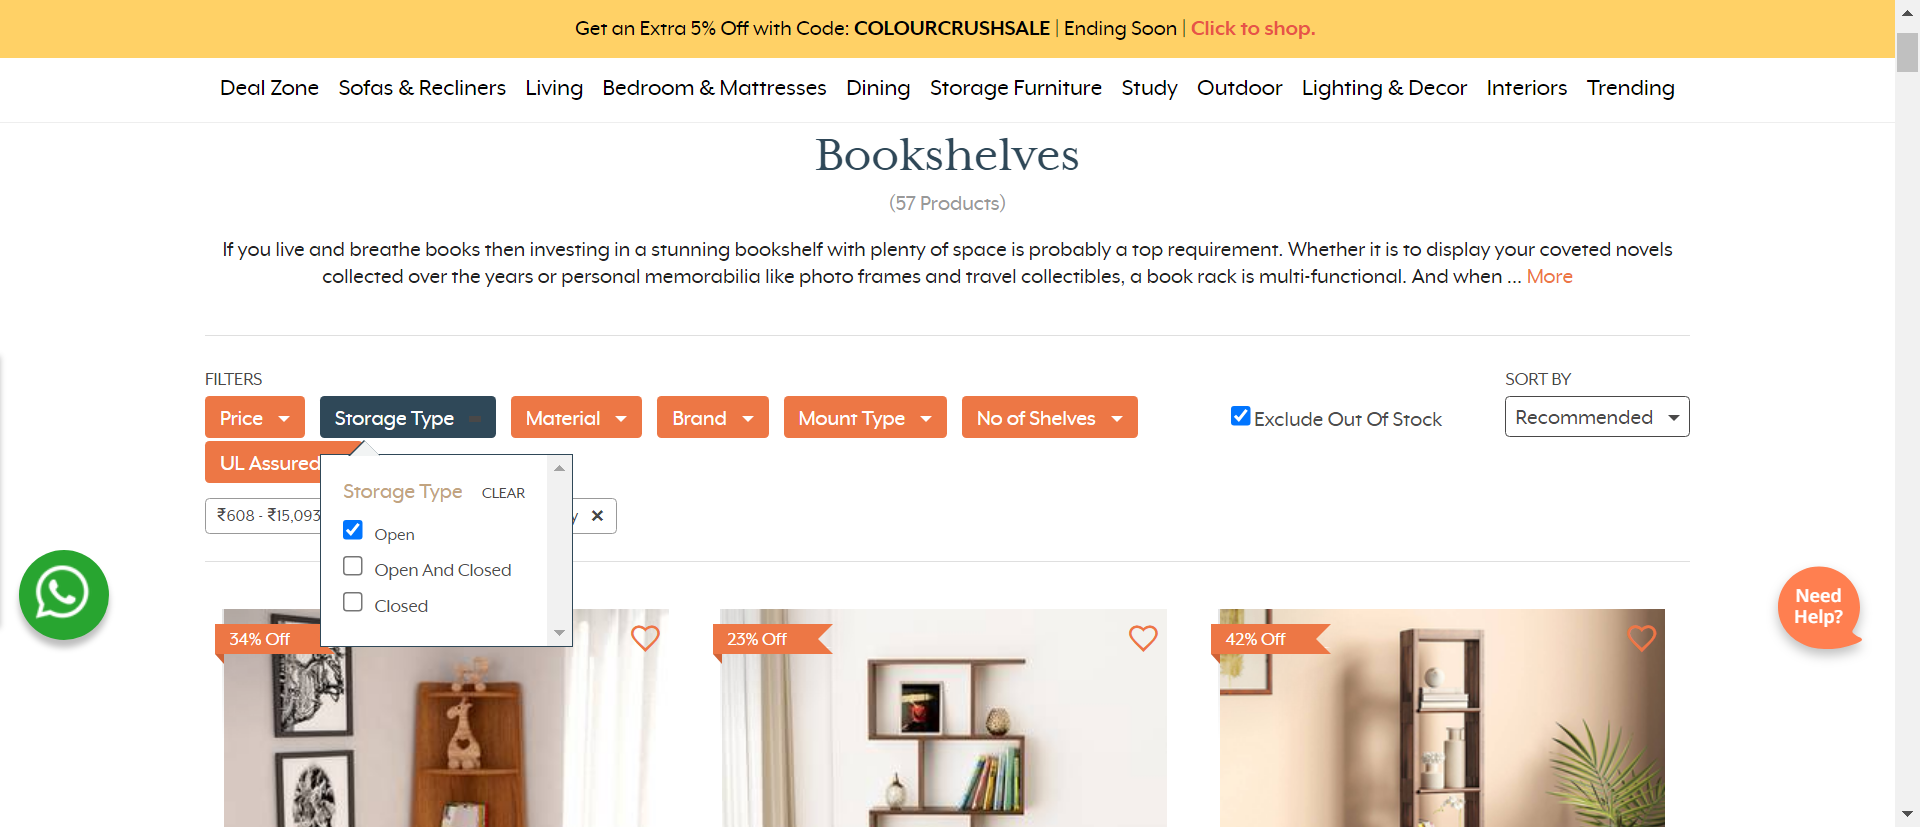 Get an Extra 5% Off with Code: COLOURCRUSHSALE | Ending Soon | Click to shop.
Deal Zone Sofas & Recliners Living Bedroom & Mattresses Dining Storage Furniture Study Outdoor Lighting & Decor Interiors Trending
Bookshelves
(57 Products)
If you live and breathe books then investing in a stunning bookshelf with plenty of space is probably a top requirement. Whether it is to display your coveted novels
collected over the years or personal memorabilia like photo frames and travel collectibles, a book rack is multi-functional. And when ... More
FILTERS
SORT BY
Price Storage Type Material Brand Mount Type No of Shelves
Exclude Out Of Stock
Recommended
UL Assured
₹608 - ₹15,093
Storage Type CLEAR
Open
Open And Closed
Closed
Need
Help?
34% Off
23% Off
42% Off